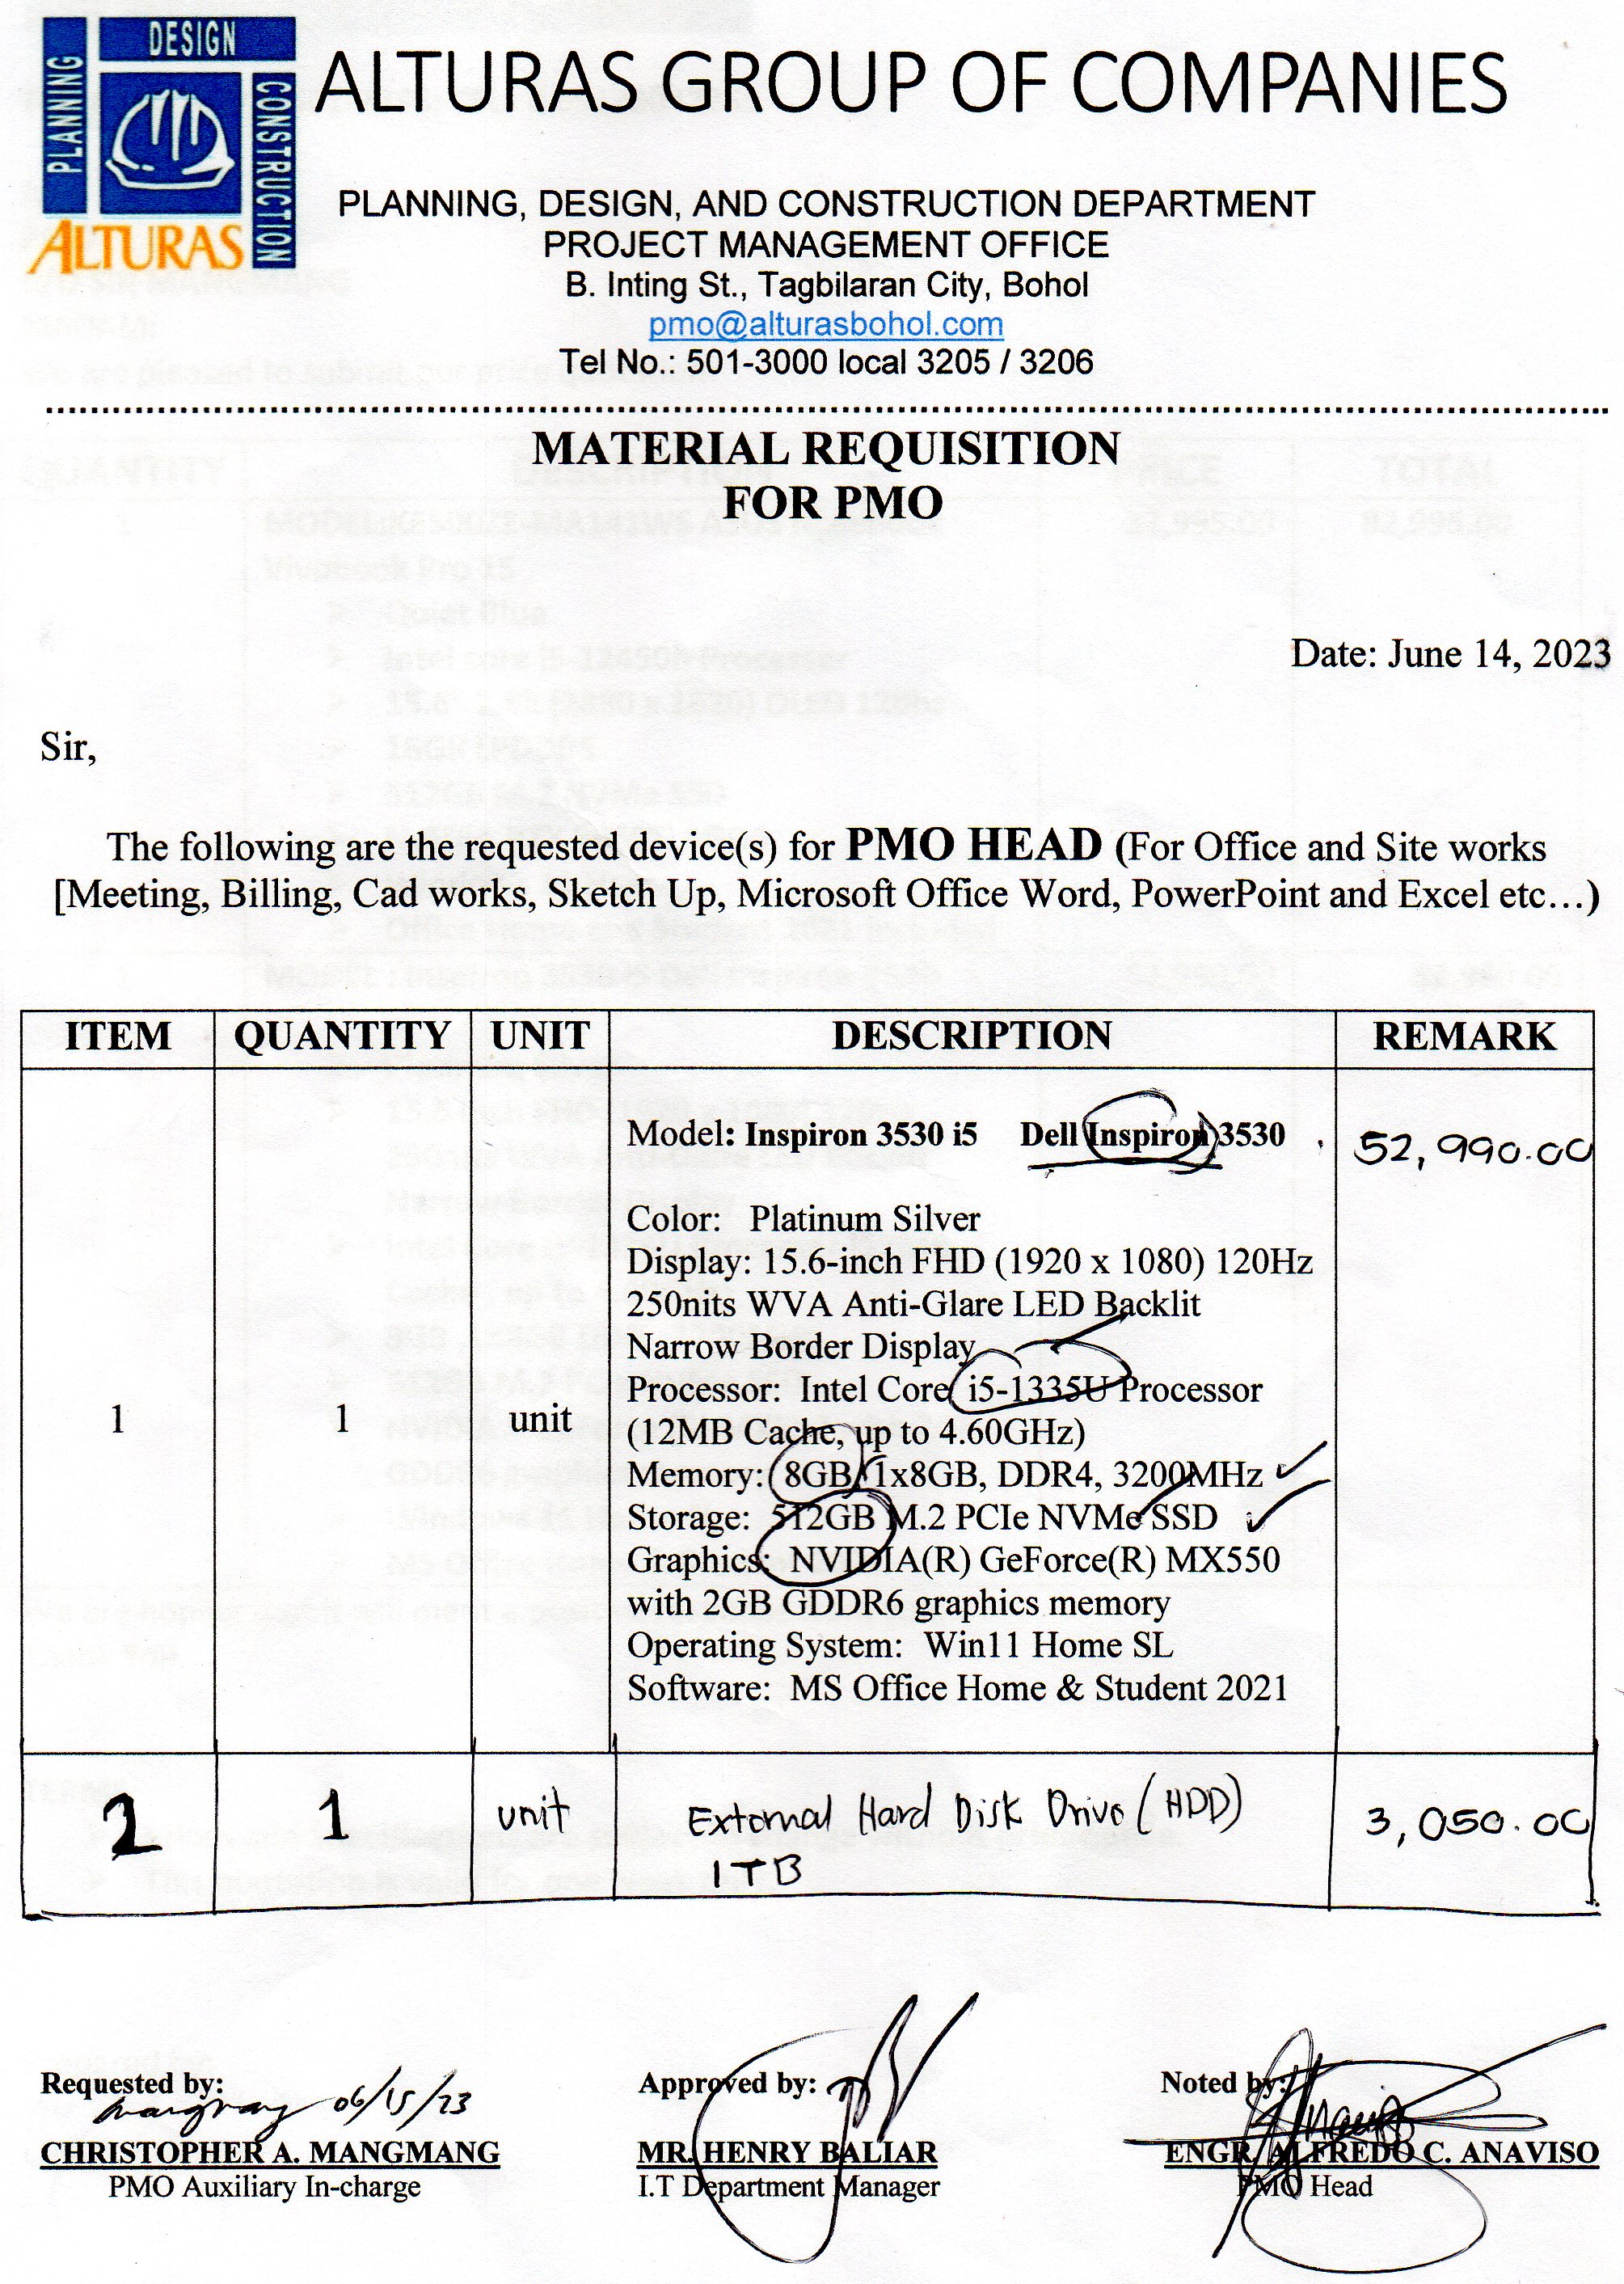 DESIGN
PLANNING
CONSTRUCTION
ALTURAS
ALTURAS GROUP OF COMPANIES
PLANNING, DESIGN, AND CONSTRUCTION DEPARTMENT
PROJECT MANAGEMENT OFFICE
B. Inting St., Tagbilaran City, Bohol
pmo@alturasbohol.com
Tel No.: 501-3000 local 3205 / 3206
MATERIAL REQUISITION
FOR PMO
Date: June 14, 2023
Sir,
The following are the requested device(s) for PMO HEAD (For Office and Site works
[Meeting, Billing, Cad works, Sketch Up, Microsoft Office Word, PowerPoint and Excel etc…)
ITEM QUANTITY UNIT DESCRIPTION REMARK
Model: Inspiron 3530 i5 Dell Inspiron 3530 52,990.00
Color: Platinum Silver
Display: 15.6-inch FHD (1920 x 1080) 120Hz
250nits WVA Anti-Glare LED Backlit
Narrow Border Display
Processor: Intel Core i5-1335U Processor
1 1 unit (12MB Cache, up to 4.60GHz)
Memory: 8GB, 1x8GB, DDR4, 3200MHz
Storage: 512GB M.2 PCIe NVMe SSD
Graphics: NVIDIA(R) GeForce(R) MX550
with 2GB GDDR6 graphics memory
Operating System: Win11 Home SL
Software: MS Office Home & Student 2021
2 1 unit External Hard Disk Drive (HDD) 3,050.00
1TB
Requested by: Approved by: Noted by:
06/15/23
CHRISTOPHER A. MANGMANG MR. HENRY BALIAR ENGR. ALFREDO C. ANAVISO
PMO Auxiliary In-charge I.T Department Manager PMO Head